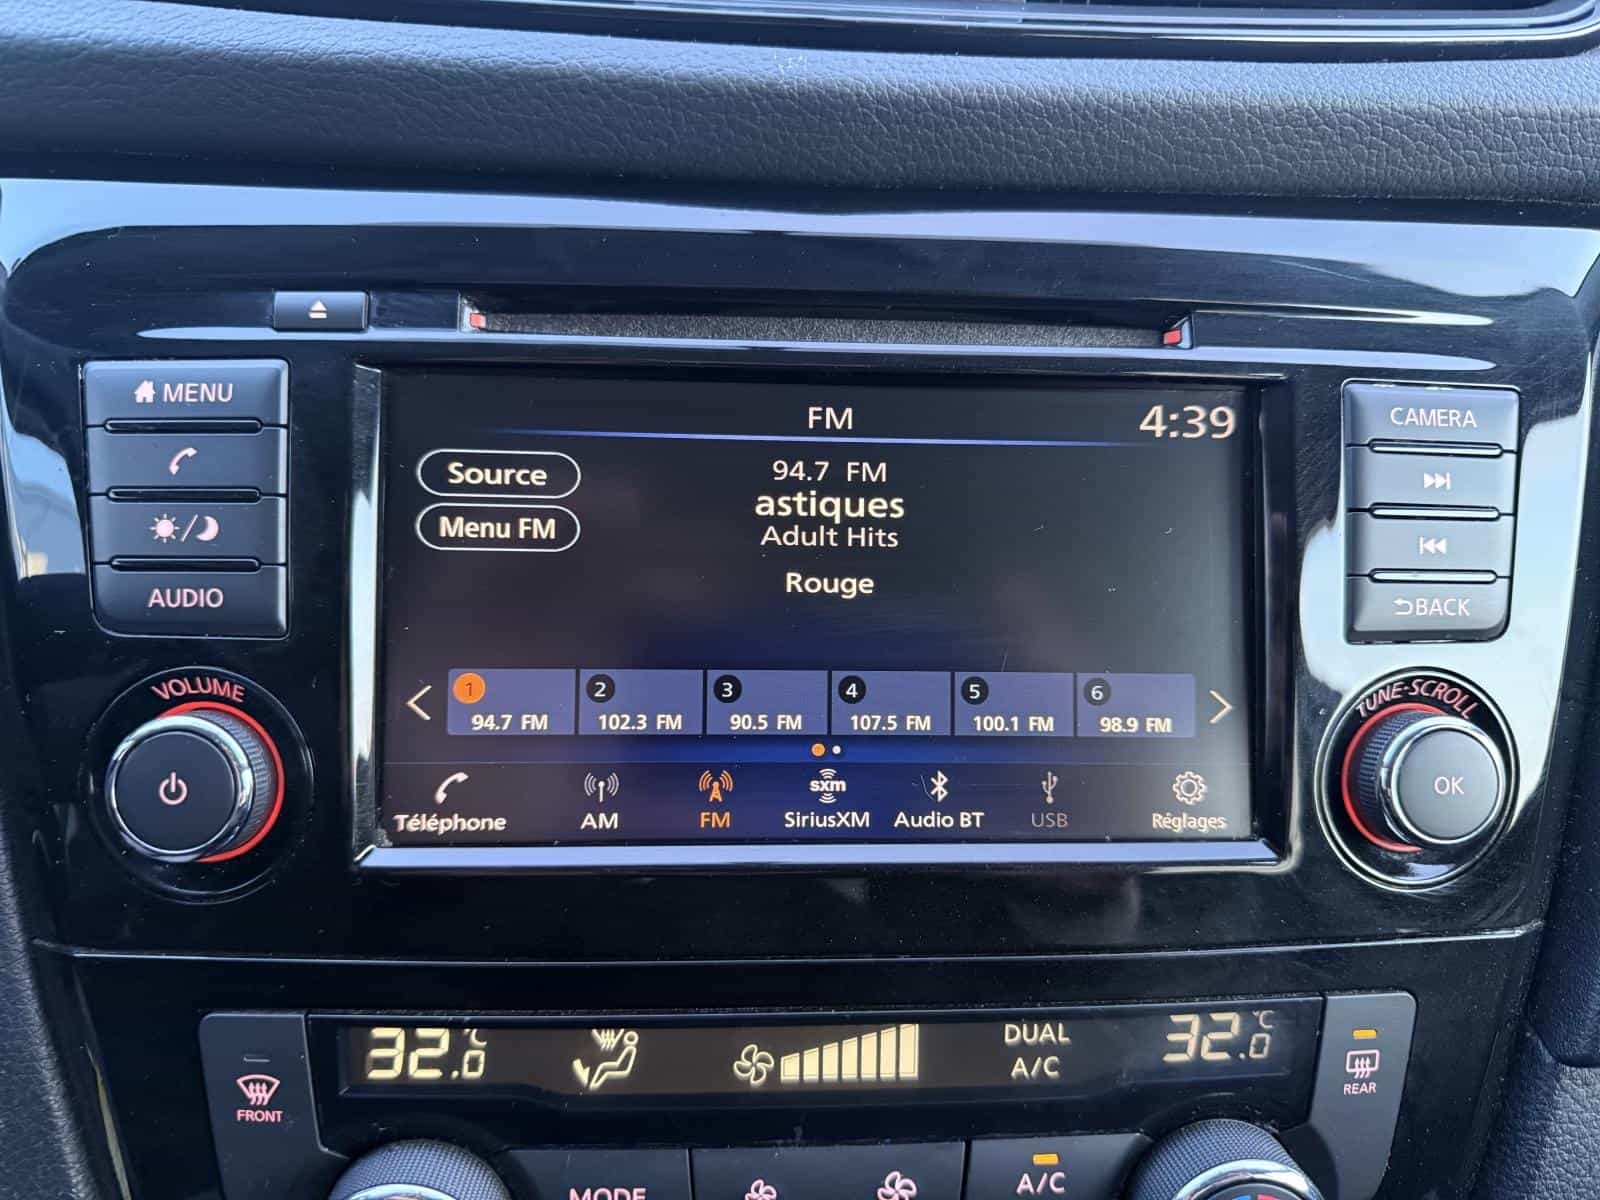 MENU
AUDIO
VOLUME
FM
4:39
Source
Menu FM
94.7 FM
astiques
Adult Hits
Rouge
1
94.7 FM
2
102.3 FM
3
90.5 FM
4
107.5 FM
5
100.1 FM
6
98.9 FM
Téléphone
AM
FM
sxm
SiriusXM
Audio BT
USB
Réglages
CAMERA
BACK
TUNE·SCROLL
OK
FRONT
32.0 °C
DUAL
A/C
32.0 °C
REAR
MODE
A/C